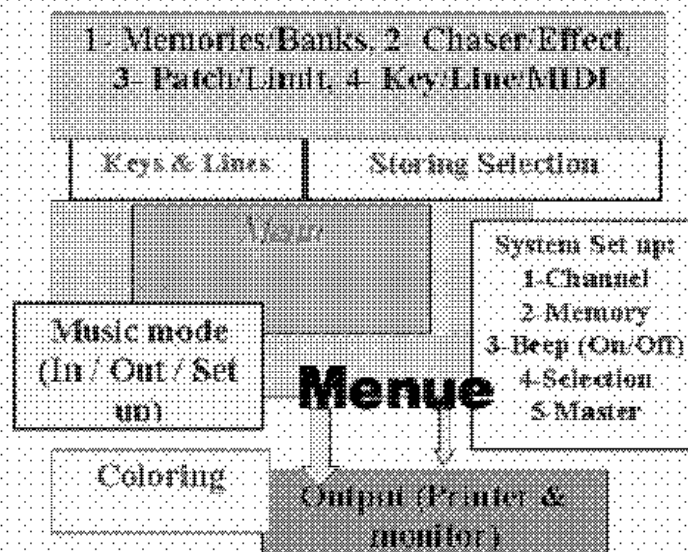 1- Memories/Banks, 2- Chaser/Effect,
3- Patch/Limit, 4- Key/Line/MIDI
Keys & Lines
Storing Selection
System Set up:
1-Channel
2-Memory
3-Beep (On/Off)
4-Selection
5-Master
Music mode
(In / Out / Set
up)
Menue
Coloring
Output (Printer &
monitor)